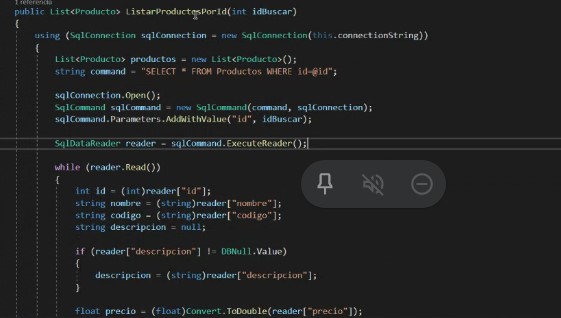 1 referencia
public List<Producto> ListarProductosPorId(int idBuscar)
{
using (SqlConnection sqlConnection = new SqlConnection(this.connectionString))
{
List<Producto> productos = new List<Producto>();
string command = "SELECT * FROM Productos WHERE id=@id";
sqlConnection.Open();
SqlCommand sqlCommand = new SqlCommand(command, sqlConnection);
sqlCommand.Parameters.AddWithValue("id", idBuscar);
SqlDataReader reader = sqlCommand.ExecuteReader();
while (reader.Read())
{
int id = (int)reader["id"];
string nombre = (string)reader["nombre"];
string codigo = (string)reader["codigo"];
string descripcion = null;
if (reader["descripcion"] != DBNull.Value)
{
descripcion = (string)reader["descripcion"];
}
float precio = (float)Convert.ToDouble(reader["precio"]);